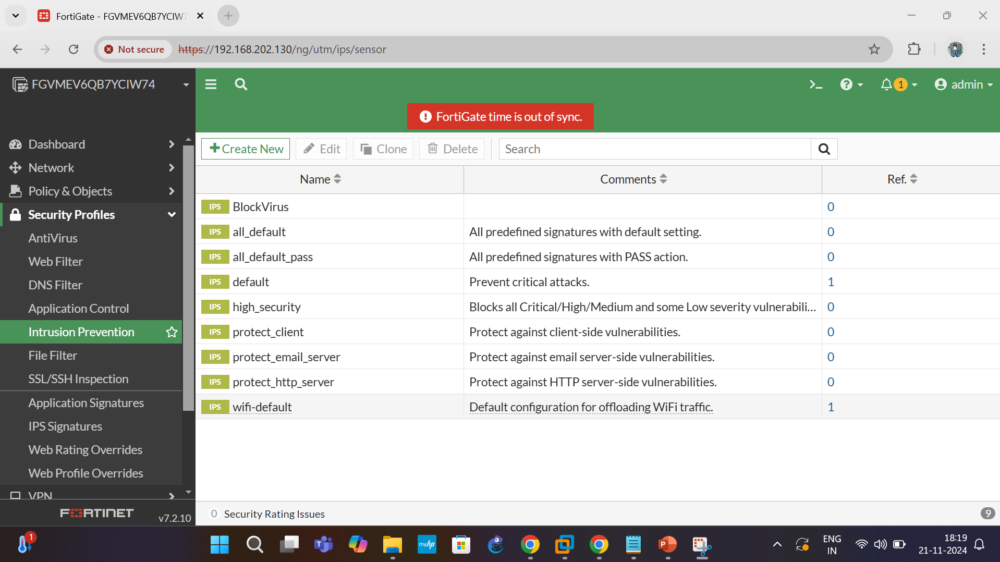 FortiGate - FGVMEV6QB7YCIW7
Not secure
https://192.168.202.130/ng/utm/ips/sensor
FGVMEV6QB7YCIW74
1
admin
FortiGate time is out of sync.
Dashboard
Network
Policy & Objects
Security Profiles
AntiVirus
Web Filter
DNS Filter
Application Control
Intrusion Prevention
File Filter
SSL/SSH Inspection
Application Signatures
IPS Signatures
Web Rating Overrides
Web Profile Overrides
VPN
FORTINET
v7.2.10
Create New
Edit
Clone
Delete
Search
Name Comments Ref.
IPS BlockVirus 0
IPS all_default All predefined signatures with default setting. 0
IPS all_default_pass All predefined signatures with PASS action. 0
IPS default Prevent critical attacks. 1
IPS high_security Blocks all Critical/High/Medium and some Low severity vulnerabili... 0
IPS protect_client Protect against client-side vulnerabilities. 0
IPS protect_email_server Protect against email server-side vulnerabilities. 0
IPS protect_http_server Protect against HTTP server-side vulnerabilities. 0
IPS wifi-default Default configuration for offloading WiFi traffic. 1
0 Security Rating Issues
9
1
T
myhp
P
ENG
IN
18:19
21-11-2024